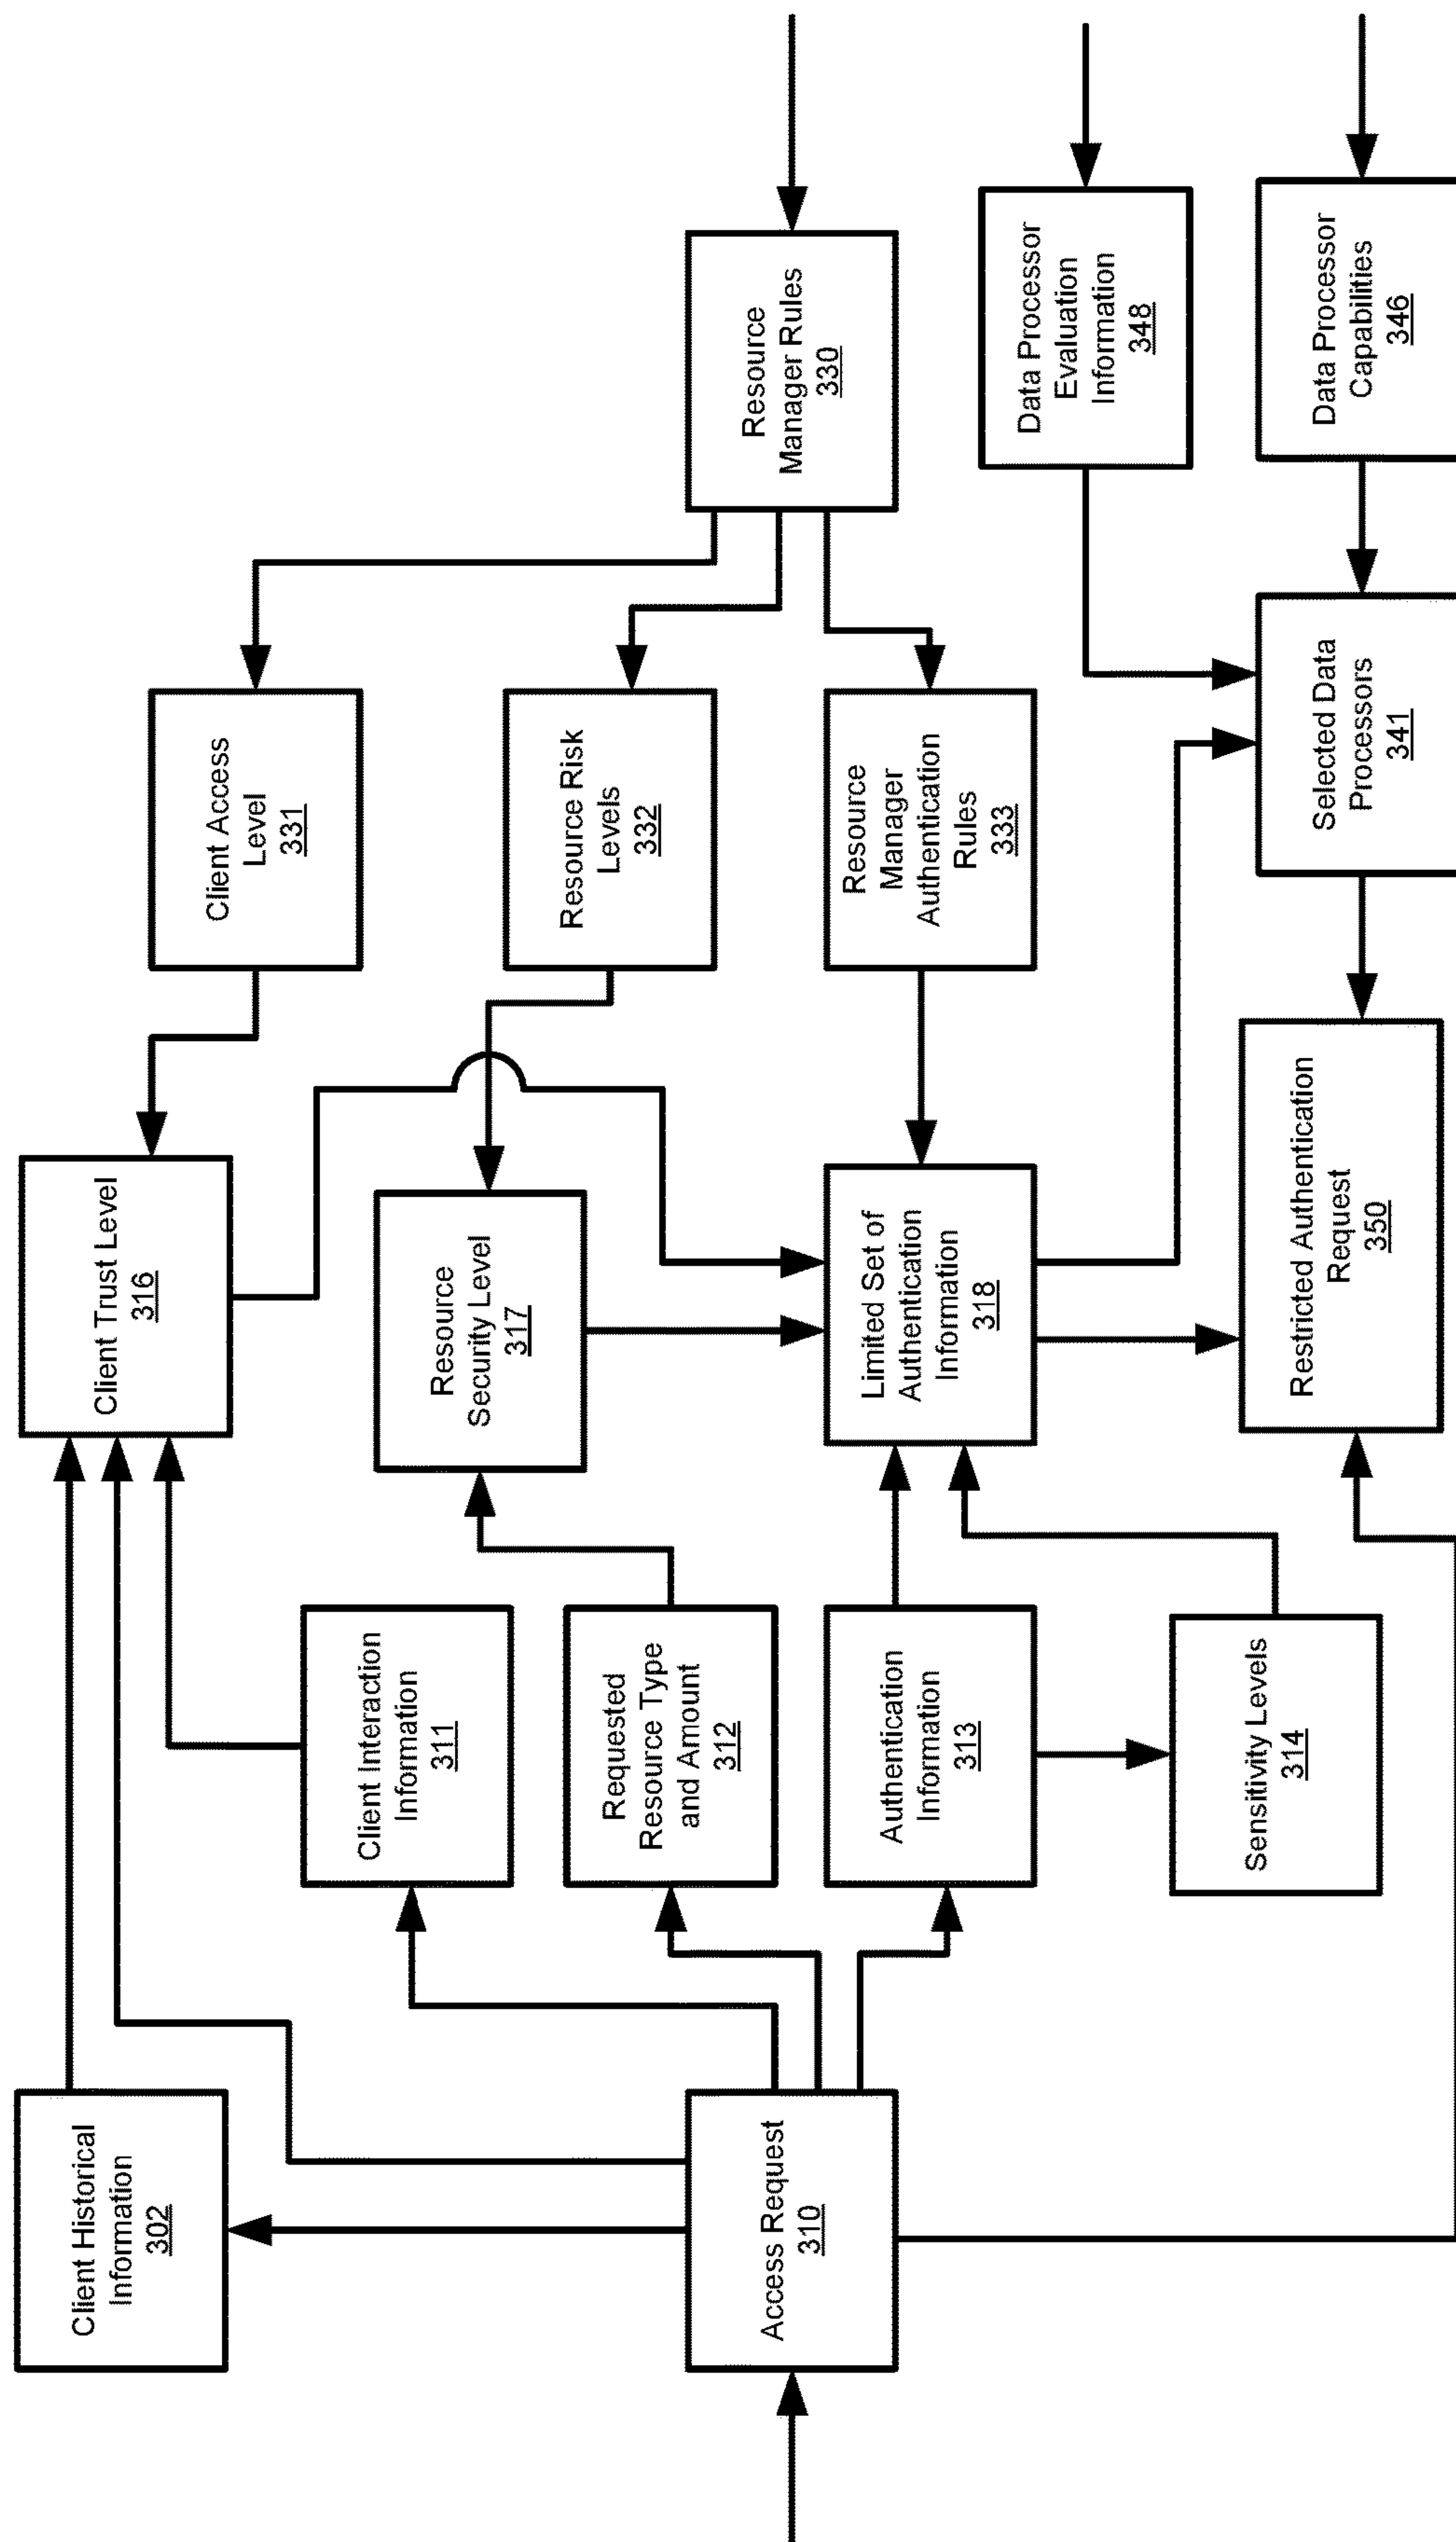 Client Historical
Information
302
Access Request
310
Client Interaction
Information
311
Requested
Resource Type
and Amount
312
Authentication
Information
313
Sensitivity Levels
314
Client Trust Level
316
Resource
Security Level
317
Limited Set of
Authentication
Information
318
Restricted Authentication
Request
350
Client Access
Level
331
Resource Risk
Levels
332
Resource
Manager
Authentication
Rules
333
Selected Data
Processors
341
Resource
Manager Rules
330
Data Processor
Evaluation
Information
348
Data Processor
Capabilities
346